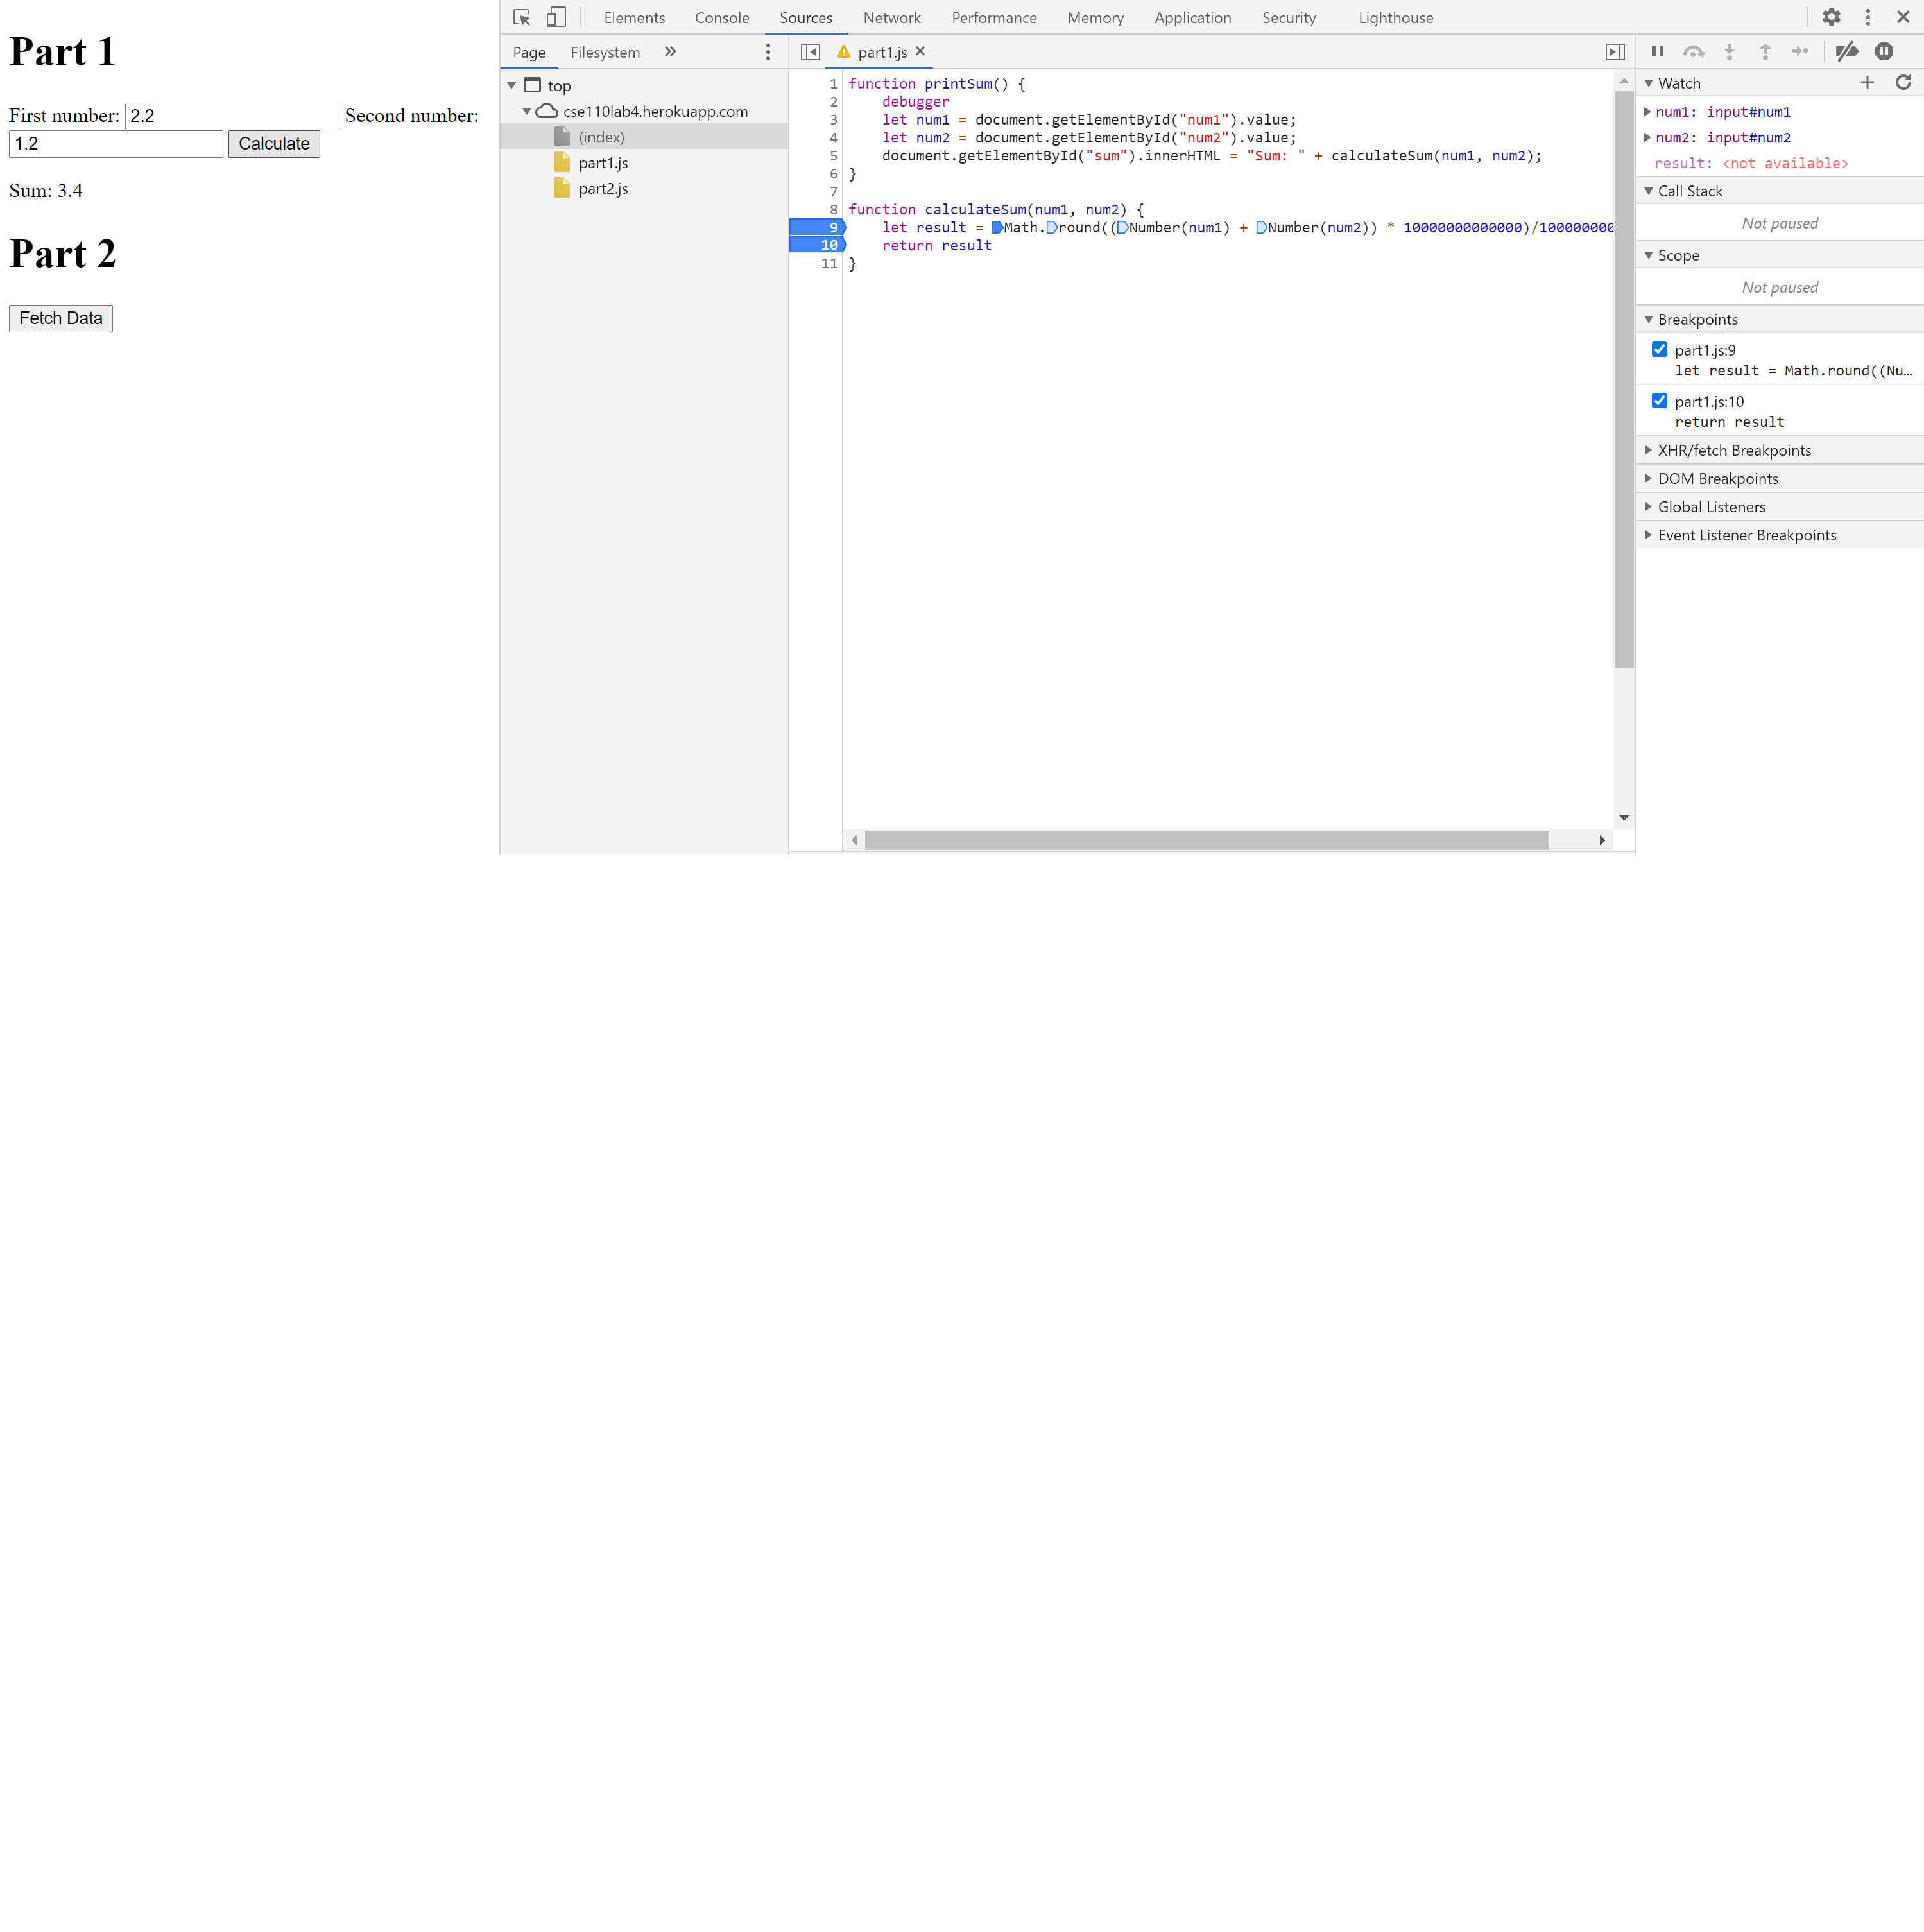 Part 1
First number: 2.2 Second number:
1.2 Calculate
Sum: 3.4
Part 2
Fetch Data
Elements Console Sources Network Performance Memory Application Security Lighthouse
Page Filesystem
top
cse110lab4.herokuapp.com
(index)
part1.js
part2.js
part1.js
1 function printSum() {
2 debugger
3 let num1 = document.getElementById("num1").value;
4 let num2 = document.getElementById("num2").value;
5 document.getElementById("sum").innerHTML = "Sum: " + calculateSum(num1, num2);
6 }
7
8 function calculateSum(num1, num2) {
9 let result = Math.round((Number(num1) + Number(num2)) * 10000000000000)/100000000
10 return result
11 }
Watch
num1: input#num1
num2: input#num2
result: <not available>
Call Stack
Not paused
Scope
Not paused
Breakpoints
part1.js:9
let result = Math.round((Nu…
part1.js:10
return result
XHR/fetch Breakpoints
DOM Breakpoints
Global Listeners
Event Listener Breakpoints